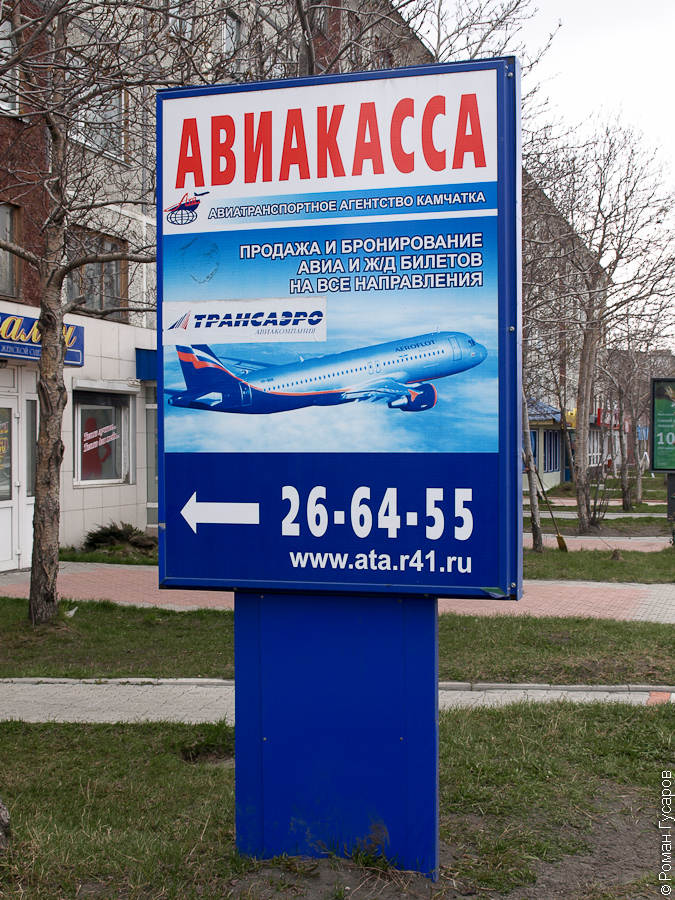 АВИАКАССА
АВИАТРАНСПОРТНОЕ АГЕНТСТВО КАМЧАТКА
ПРОДАЖА И БРОНИРОВАНИЕ
АВИА И Ж/Д БИЛЕТОВ
НА ВСЕ НАПРАВЛЕНИЯ
ТРАНСАЭРО
АВИАКОМПАНИЯ
AEROFLOT
26-64-55
www.ata.r41.ru
10
© Роман Гусаров